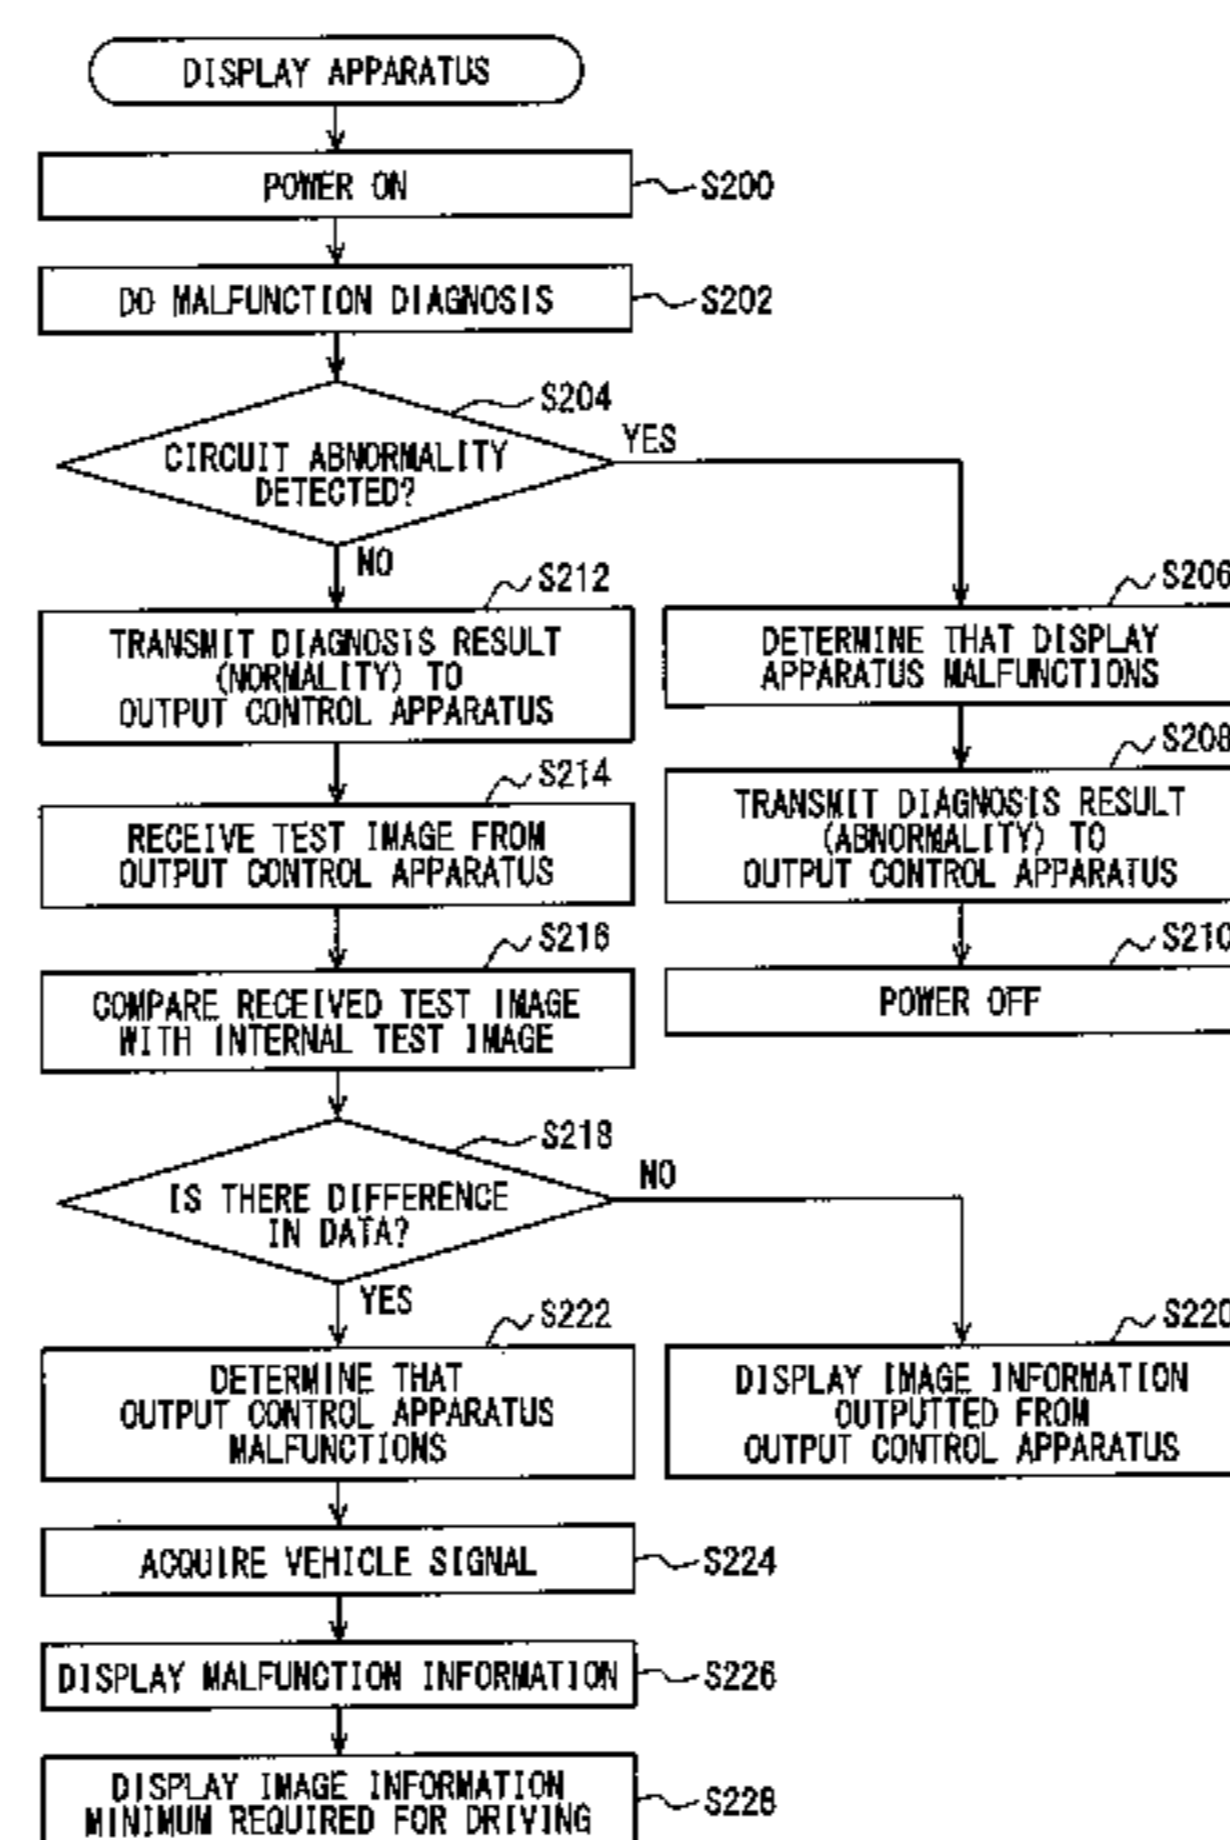 DISPLAY APPARATUS
POWER ON
S200
DO MALFUNCTION DIAGNOSIS
S202
S204
CIRCUIT ABNORMALITY
DETECTED?
YES
NO
S212
TRANSMIT DIAGNOSIS RESULT
(NORMALITY) TO
OUTPUT CONTROL APPARATUS
S206
DETERMINE THAT DISPLAY
APPARATUS MALFUNCTIONS
S214
RECEIVE TEST IMAGE FROM
OUTPUT CONTROL APPARATUS
S208
TRANSMIT DIAGNOSIS RESULT
(ABNORMALITY) TO
OUTPUT CONTROL APPARATUS
S216
COMPARE RECEIVED TEST IMAGE
WITH INTERNAL TEST IMAGE
S210
POWER OFF
S218
IS THERE DIFFERENCE
IN DATA?
NO
YES
S222
DETERMINE THAT
OUTPUT CONTROL APPARATUS
MALFUNCTIONS
S220
DISPLAY IMAGE INFORMATION
OUTPUTTED FROM
OUTPUT CONTROL APPARATUS
ACQUIRE VEHICLE SIGNAL
S224
DISPLAY MALFUNCTION INFORMATION
S226
DISPLAY IMAGE INFORMATION
MINIMUM REQUIRED FOR DRIVING
S228